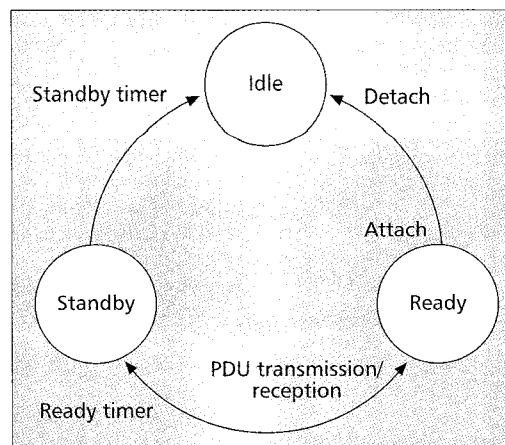 Idle
Standby timer
Detach
Attach
Standby
Ready
PDU transmission/
reception
Ready timer